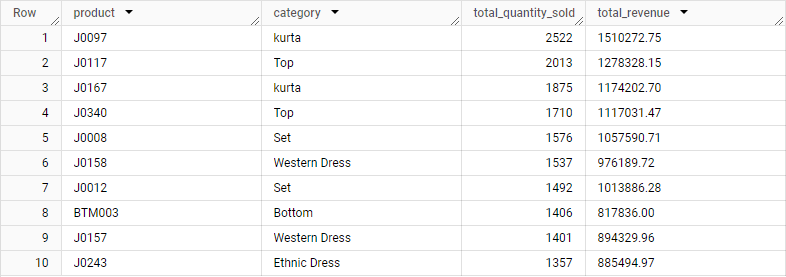 Row product category total_quantity_sold total_revenue
1 J0097 kurta 2522 1510272.75
2 J0117 Top 2013 1278328.15
3 J0167 kurta 1875 1174202.70
4 J0340 Top 1710 1117031.47
5 J0008 Set 1576 1057590.71
6 J0158 Western Dress 1537 976189.72
7 J0012 Set 1492 1013886.28
8 BTM003 Bottom 1406 817836.00
9 J0157 Western Dress 1401 894329.96
10 J0243 Ethnic Dress 1357 885494.97